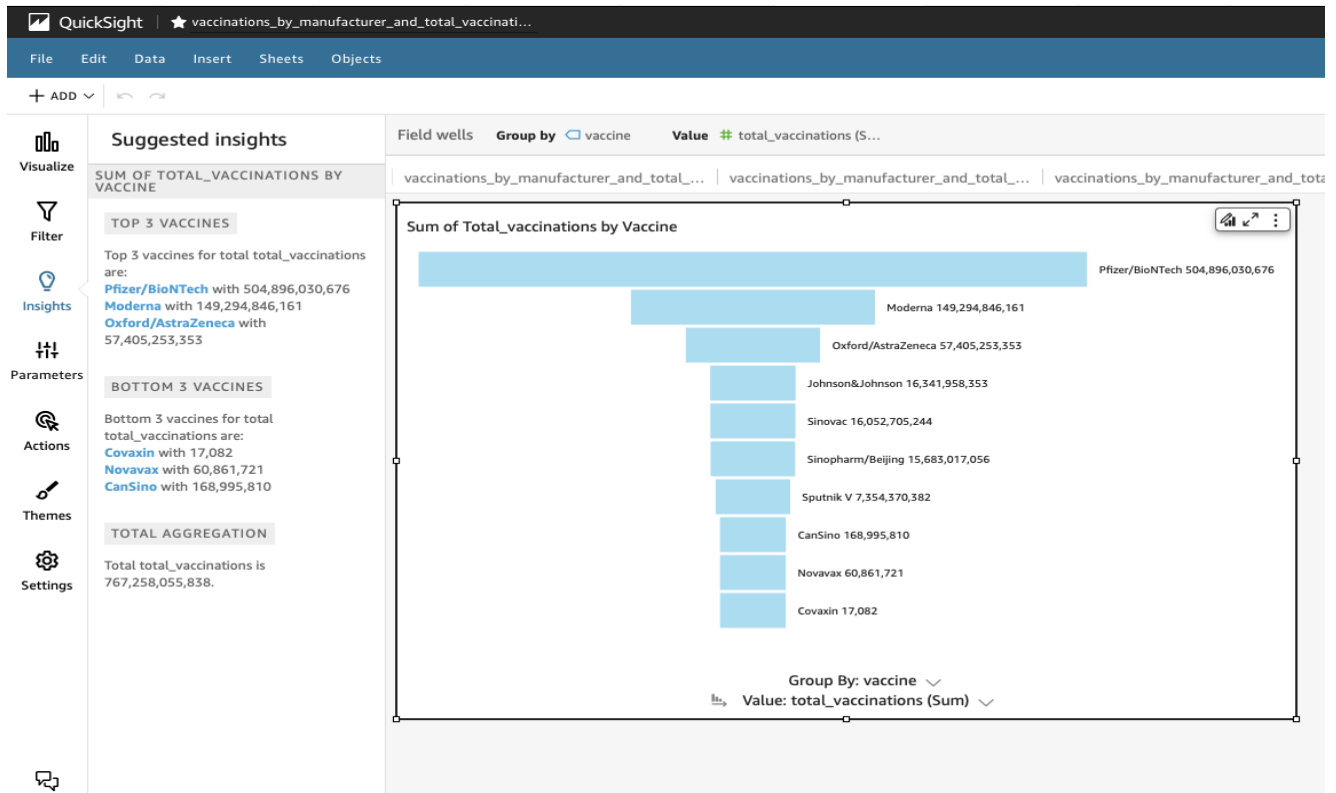 QuickSight
vaccinations_by_manufacturer_and_total_vaccinati...
File Edit Data Insert Sheets Objects
ADD
Visualize
Filter
Insights
Parameters
Actions
Themes
Settings
Suggested insights
SUM OF TOTAL_VACCINATIONS BY
VACCINE
TOP 3 VACCINES
Top 3 vaccines for total total_vaccinations
are:
Pfizer/BioNTech with 504,896,030,676
Moderna with 149,294,846,161
Oxford/AstraZeneca with
57,405,253,353
BOTTOM 3 VACCINES
Bottom 3 vaccines for total
total_vaccinations are:
Covaxin with 17,082
Novavax with 60,861,721
CanSino with 168,995,810
TOTAL AGGREGATION
Total total_vaccinations is
767,258,055,838.
Field wells Group by vaccine Value # total_vaccinations (S...
vaccinations_by_manufacturer_and_total_... vaccinations_by_manufacturer_and_total_... vaccinations_by_manufacturer_and_tota
Sum of Total_vaccinations by Vaccine
Pfizer/BioNTech 504,896,030,676
Moderna 149,294,846,161
Oxford/AstraZeneca 57,405,253,353
Johnson&Johnson 16,341,958,353
Sinovac 16,052,705,244
Sinopharm/Beijing 15,683,017,056
Sputnik V 7,354,370,382
CanSino 168,995,810
Novavax 60,861,721
Covaxin 17,082
Group By: vaccine
Value: total_vaccinations (Sum)